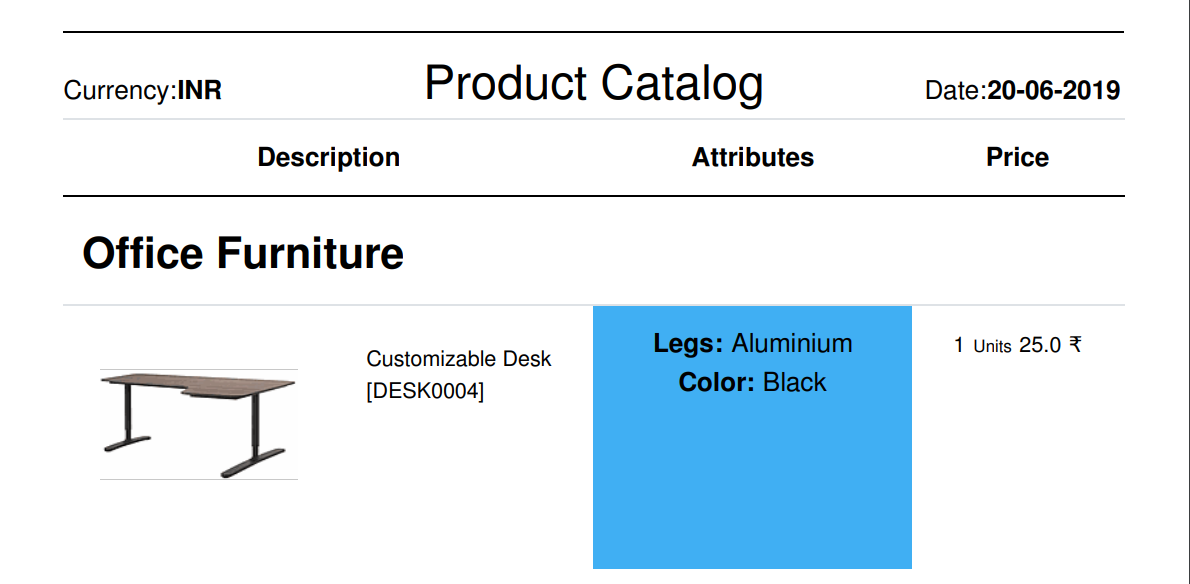 Currency:INR Product Catalog Date:20-06-2019
Description Attributes Price
Office Furniture
Customizable Desk
[DESK0004]
Legs: Aluminium
Color: Black
1 Units 25.0 ₹